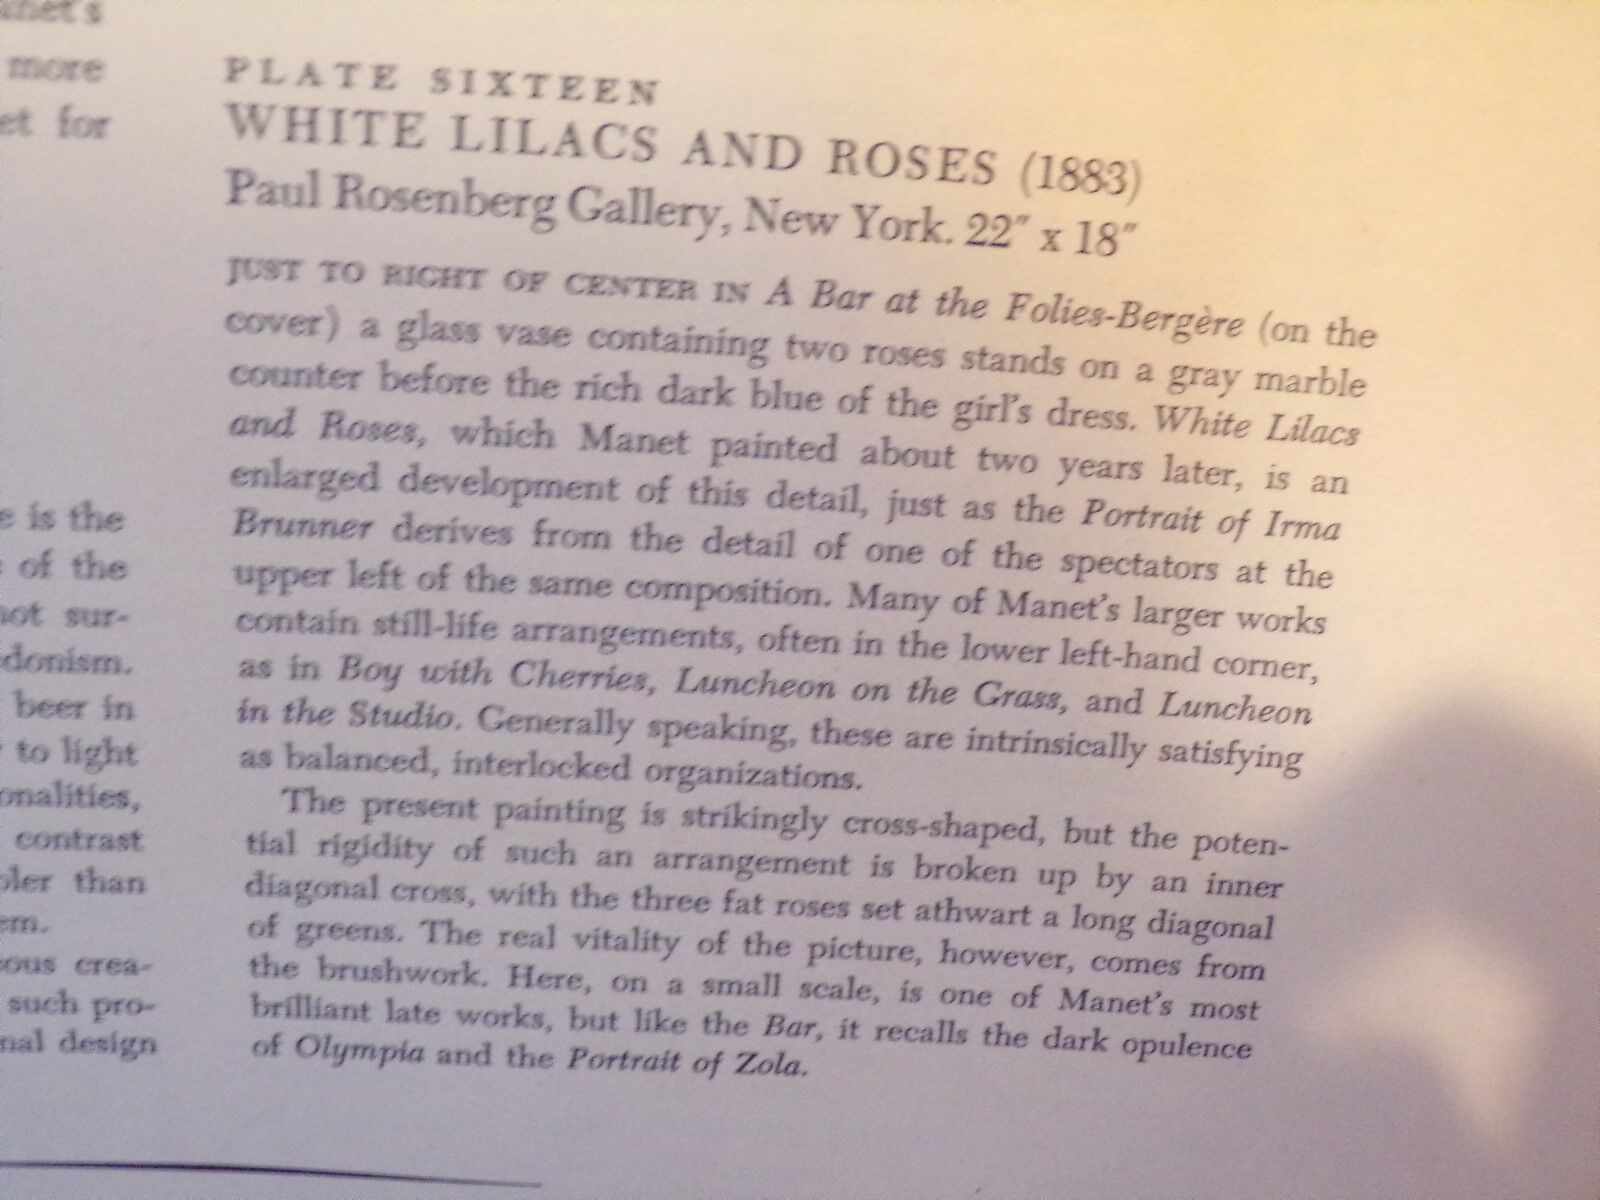 more
et for
e is the
of the
not sur-
donism.
beer in
to light
onalities,
contrast
oler than
em.
ous crea-
such pro-
nal design
PLATE SIXTEEN
WHITE LILACS AND ROSES (1883)
Paul Rosenberg Gallery, New York. 22″ x 18″
JUST TO RIGHT OF CENTER IN A Bar at the Folies-Bergère (on the
cover) a glass vase containing two roses stands on a gray marble
counter before the rich dark blue of the girl's dress. White Lilacs
and Roses, which Manet painted about two years later, is an
enlarged development of this detail, just as the Portrait of Irma
Brunner derives from the detail of one of the spectators at the
upper left of the same composition. Many of Manet's larger works
contain still-life arrangements, often in the lower left-hand corner,
as in Boy with Cherries, Luncheon on the Grass, and Luncheon
in the Studio. Generally speaking, these are intrinsically satisfying
as balanced, interlocked organizations.
The present painting is strikingly cross-shaped, but the poten-
tial rigidity of such an arrangement is broken up by an inner
diagonal cross, with the three fat roses set athwart a long diagonal
of greens. The real vitality of the picture, however, comes from
the brushwork. Here, on a small scale, is one of Manet's most
brilliant late works, but like the Bar, it recalls the dark opulence
of Olympia and the Portrait of Zola.